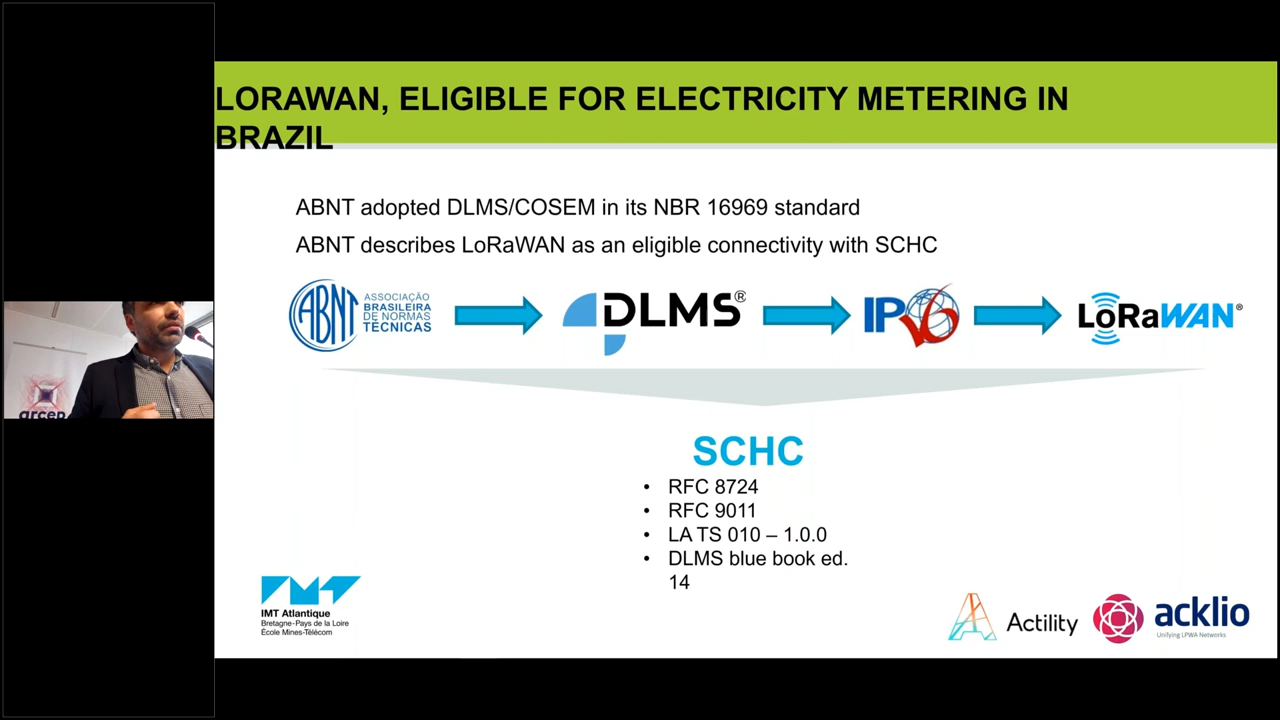 LORAWAN, ELIGIBLE FOR ELECTRICITY METERING IN
BRAZIL
ABNT adopted DLMS/COSEM in its NBR 16969 standard
ABNT describes LoRaWAN as an eligible connectivity with SCHC
ABNT
ASSOCIAÇÃO
BRASILEIRA
DE NORMAS
TÉCNICAS
DLMS®
IPv6
LoRaWAN®
arcep
SCHC
• RFC 8724
• RFC 9011
• LA TS 010 – 1.0.0
• DLMS blue book ed.
14
IMT Atlantique
Bretagne-Pays de la Loire
École Mines-Télécom
Actility
acklio
Unifying LPWA Networks